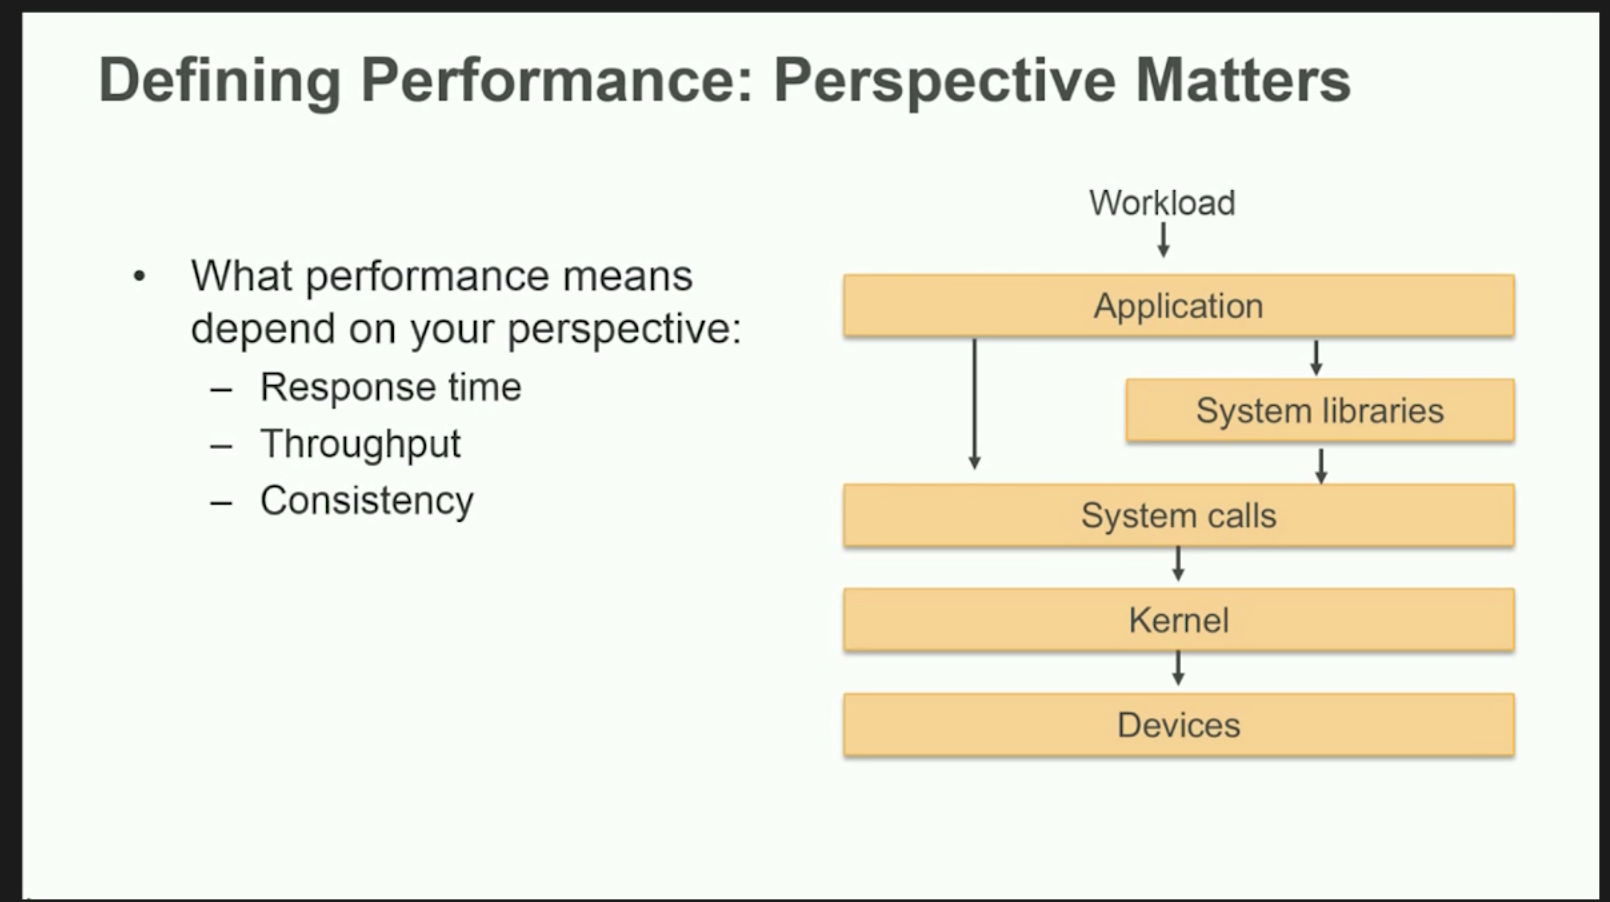 Defining Performance: Perspective Matters
• What performance means
depend on your perspective:
– Response time
– Throughput
– Consistency
Workload
Application
System libraries
System calls
Kernel
Devices